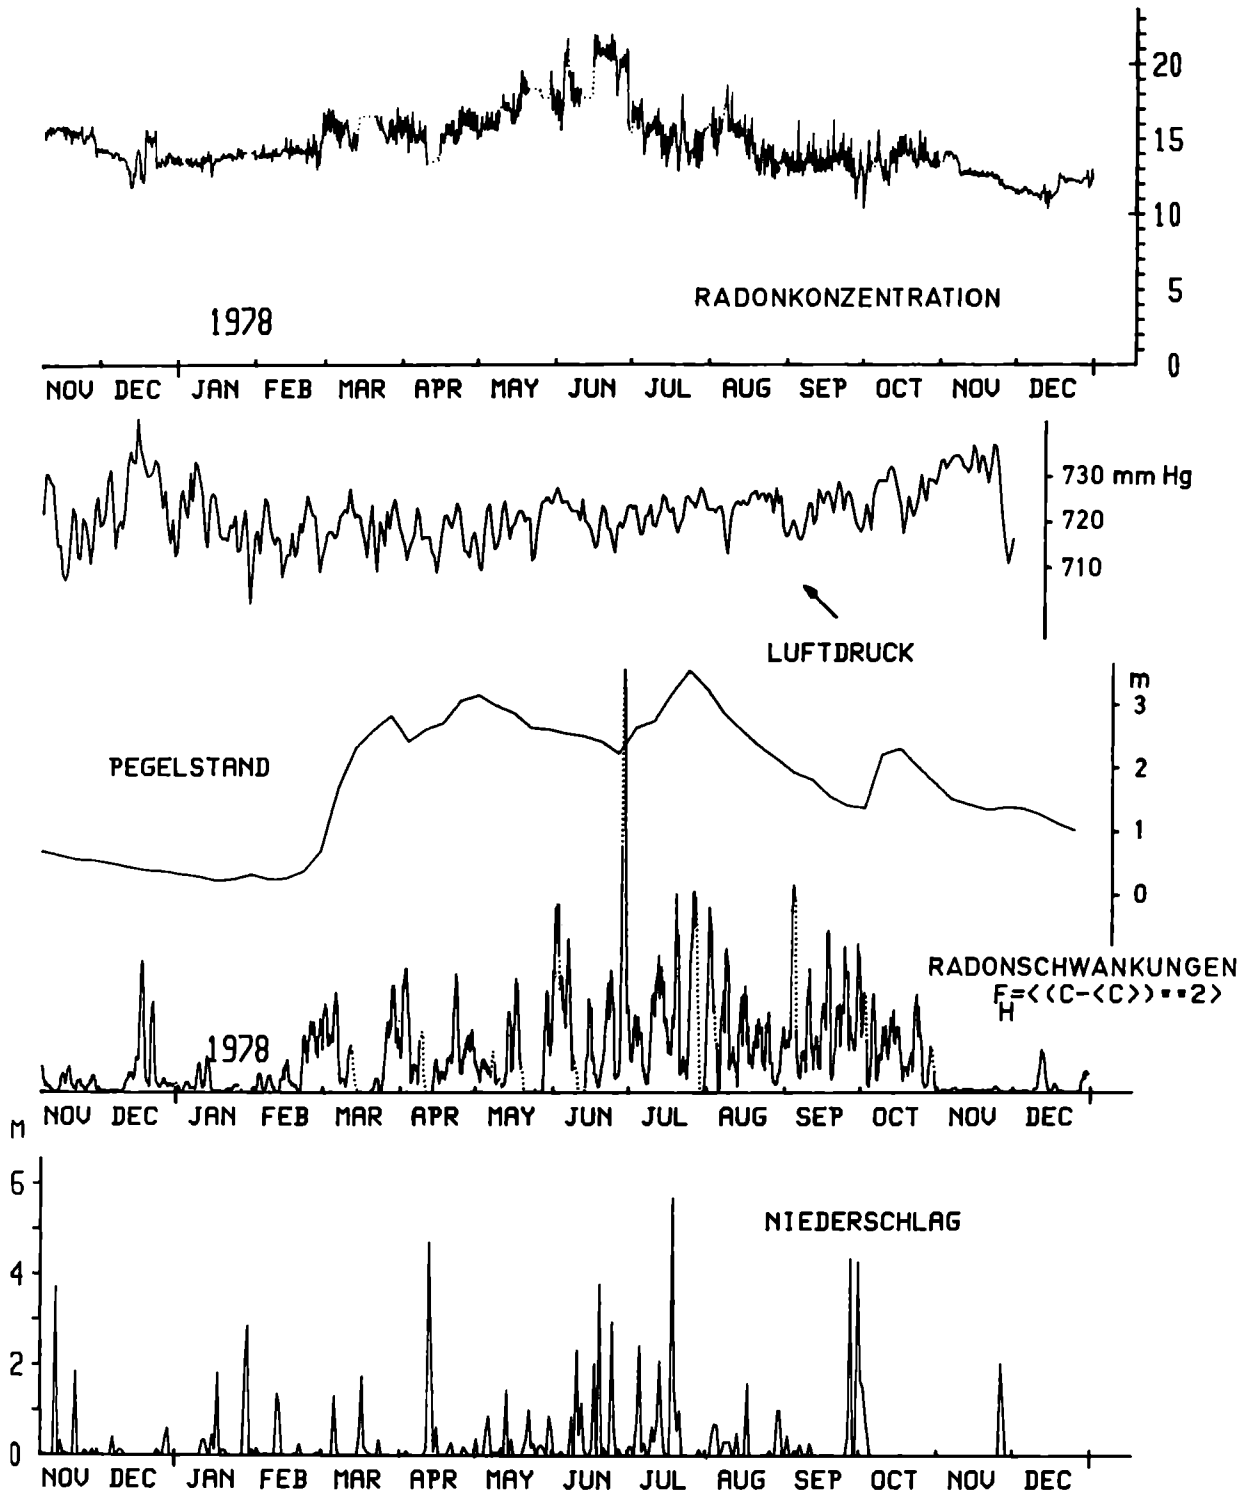 20
15
10
5
0
RADONKONZENTRATION
1978
NOV DEC JAN FEB MAR APR MAY JUN JUL AUG SEP OCT NOV DEC
730 mm Hg
720
710
LUFTDRUCK
m
3
2
1
0
PEGELSTAND
RADONSCHWANKUNGEN
F_H=<(C-<C>)**2>
1978
NOV DEC JAN FEB MAR APR MAY JUN JUL AUG SEP OCT NOV DEC
M
6
4
2
0
NIEDERSCHLAG
NOV DEC JAN FEB MAR APR MAY JUN JUL AUG SEP OCT NOV DEC